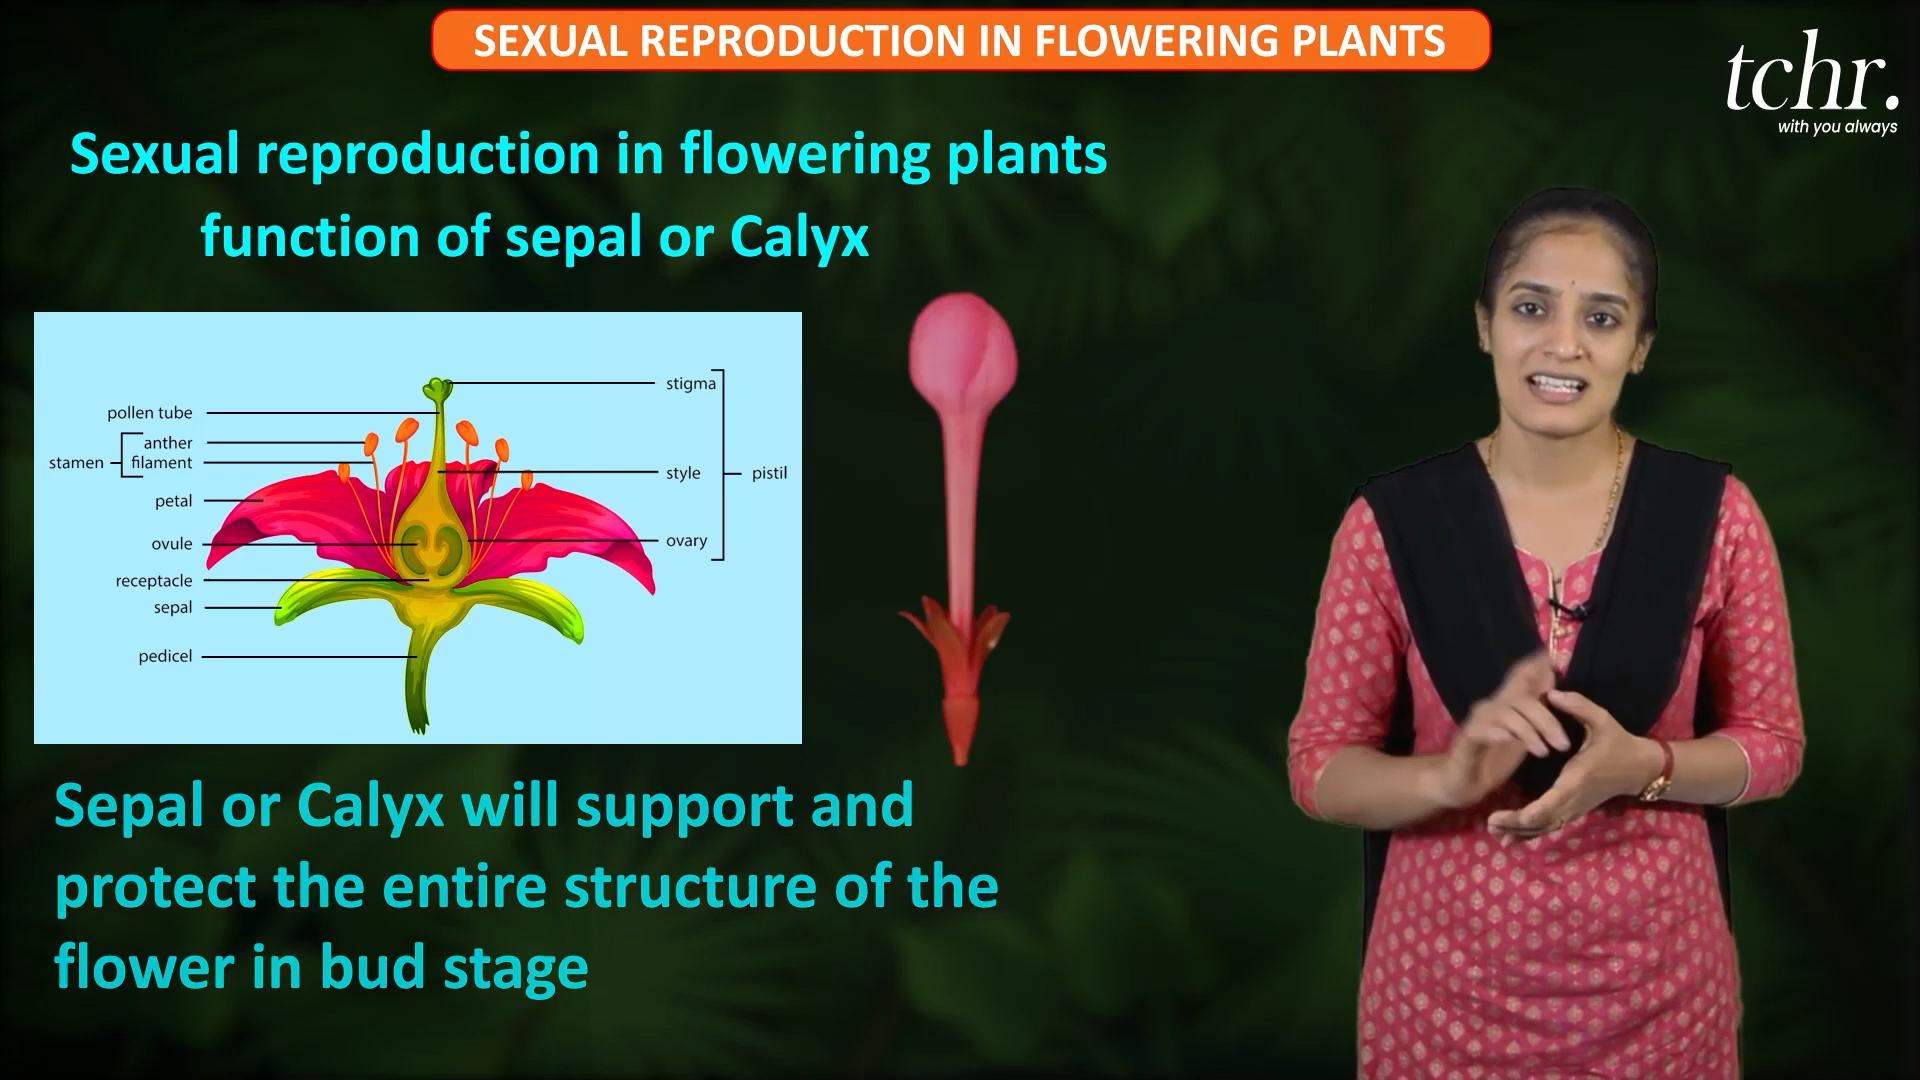 SEXUAL REPRODUCTION IN FLOWERING PLANTS
tchr.
with you always
Sexual reproduction in flowering plants
function of sepal or Calyx
stigma
pollen tube
anther
stamen
filament
style
pistil
petal
ovule
ovary
receptacle
sepal
pedicel
Sepal or Calyx will support and
protect the entire structure of the
flower in bud stage